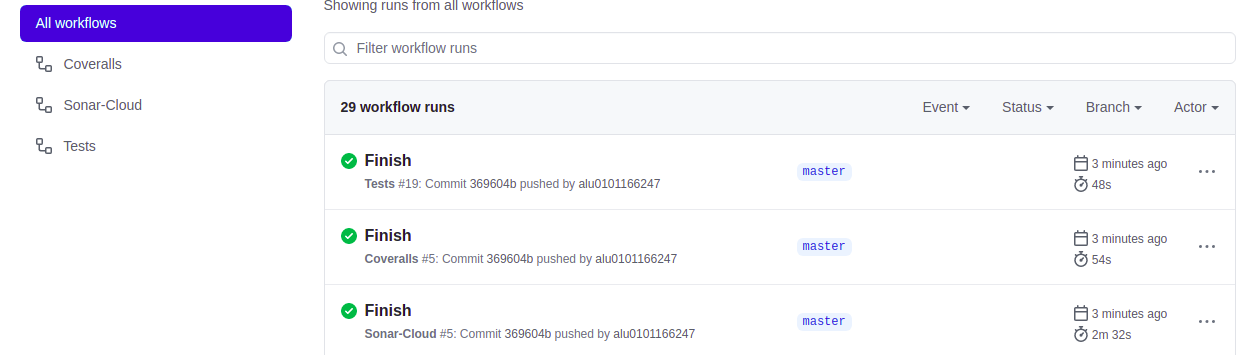 Showing runs from all workflows
All workflows
Coveralls
Sonar-Cloud
Tests
Filter workflow runs
29 workflow runs Event Status Branch Actor
Finish
Tests #19: Commit 369604b pushed by alu0101166247
master
3 minutes ago
48s
Finish
Coveralls #5: Commit 369604b pushed by alu0101166247
master
3 minutes ago
54s
Finish
Sonar-Cloud #5: Commit 369604b pushed by alu0101166247
master
3 minutes ago
2m 32s